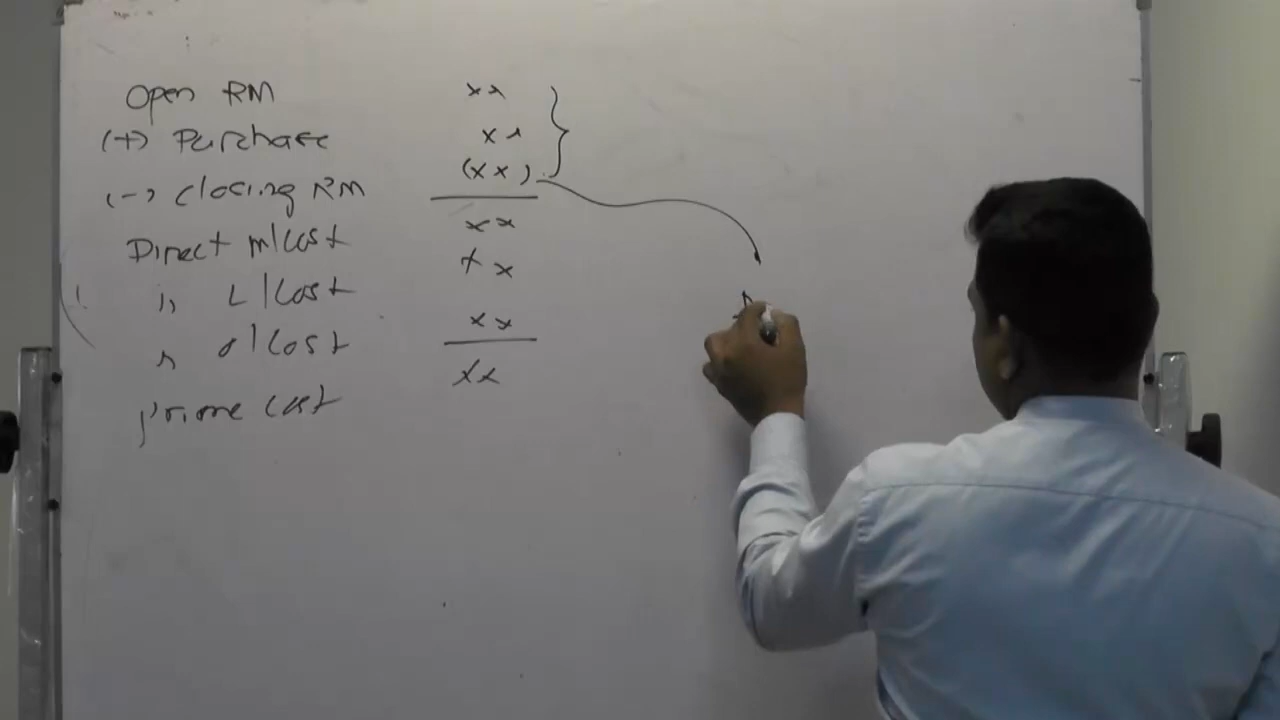 Open RM xx
(+) Purchase xx
(-) Closing RM (xx)
Direct m/Cost xx
" L/Cost xx
" o/Cost xx
prime cost xx